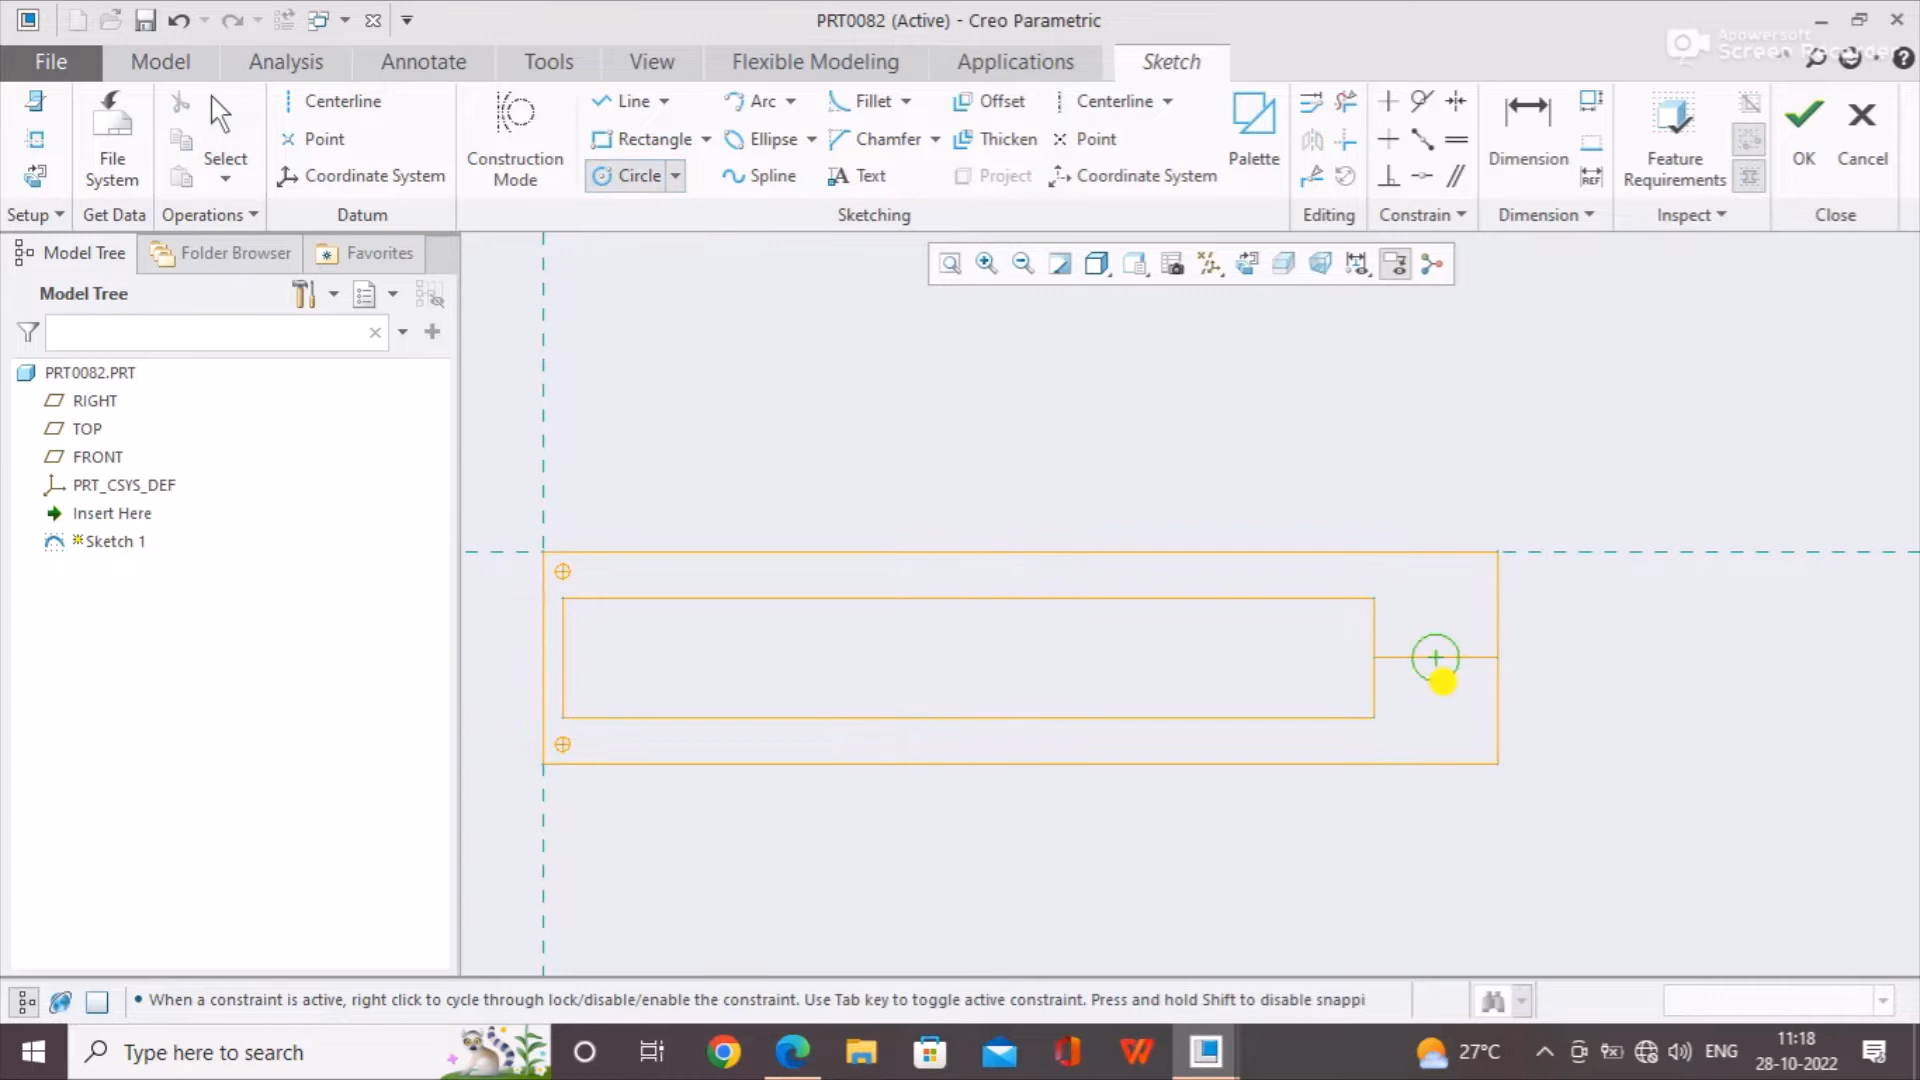 PRT0082 (Active) - Creo Parametric
Apowersoft
Screen Recorder
File Model Analysis Annotate Tools View Flexible Modeling Applications Sketch
Centerline Line Arc Fillet Offset Centerline
Point Rectangle Ellipse Chamfer Thicken Point
Coordinate System Circle Spline Text Project Coordinate System
File
System
Select
Construction
Mode
Palette
Dimension
REF
Feature
Requirements
OK Cancel
Setup Get Data Operations Datum Sketching Editing Constrain Dimension Inspect Close
Model Tree Folder Browser Favorites
Model Tree
PRT0082.PRT
RIGHT
TOP
FRONT
PRT_CSYS_DEF
Insert Here
Sketch 1
• When a constraint is active, right click to cycle through lock/disable/enable the constraint. Use Tab key to toggle active constraint. Press and hold Shift to disable snappi
Type here to search
27°C
ENG
11:18
28-10-2022